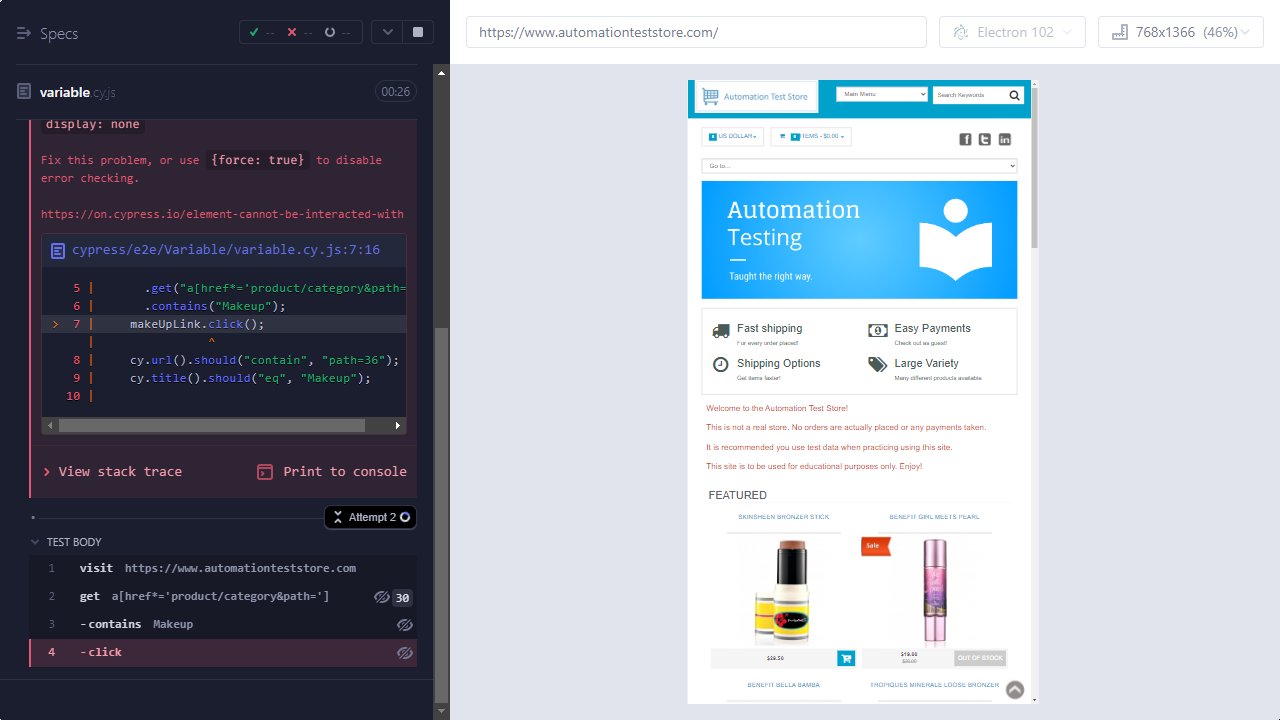 Specs
--
--
--
variable.cy.js
00:26
display: none
Fix this problem, or use {force: true} to disable
error checking.
https://on.cypress.io/element-cannot-be-interacted-with
cypress/e2e/Variable/variable.cy.js:7:16
5 | .get("a[href*='product/category&path=
6 | .contains("Makeup");
> 7 | makeUpLink.click();
| ^
8 | cy.url().should("contain", "path=36");
9 | cy.title().should("eq", "Makeup");
10 |
View stack trace
Print to console
Attempt 2
TEST BODY
1 visit https://www.automationteststore.com
2 get a[href*='product/category&path='] 30
3 contains Makeup
4 click
https://www.automationteststore.com/
Electron 102
768x1366 (46%)
Automation Test Store
Main Menu
Search Keywords
US DOLLAR
ITEMS - $0.00
Go to...
Automation
Testing
Taught the right way.
Fast shipping
For every order placed!
Easy Payments
Check out as guest!
Shipping Options
Get items faster!
Large Variety
Many different products available
Welcome to the Automation Test Store!
This is not a real store. No orders are actually placed or any payments taken.
It is recommended you use test data when practicing using this site.
This site is to be used for educational purposes only. Enjoy!
FEATURED
SKINSHEEN BRONZER STICK
BENEFIT GIRL MEETS PEARL
Sale
$29.50
$19.00
$30.00
OUT OF STOCK
BENEFIT BELLA BAMBA
TROPIQUES MINERALE LOOSE BRONZER